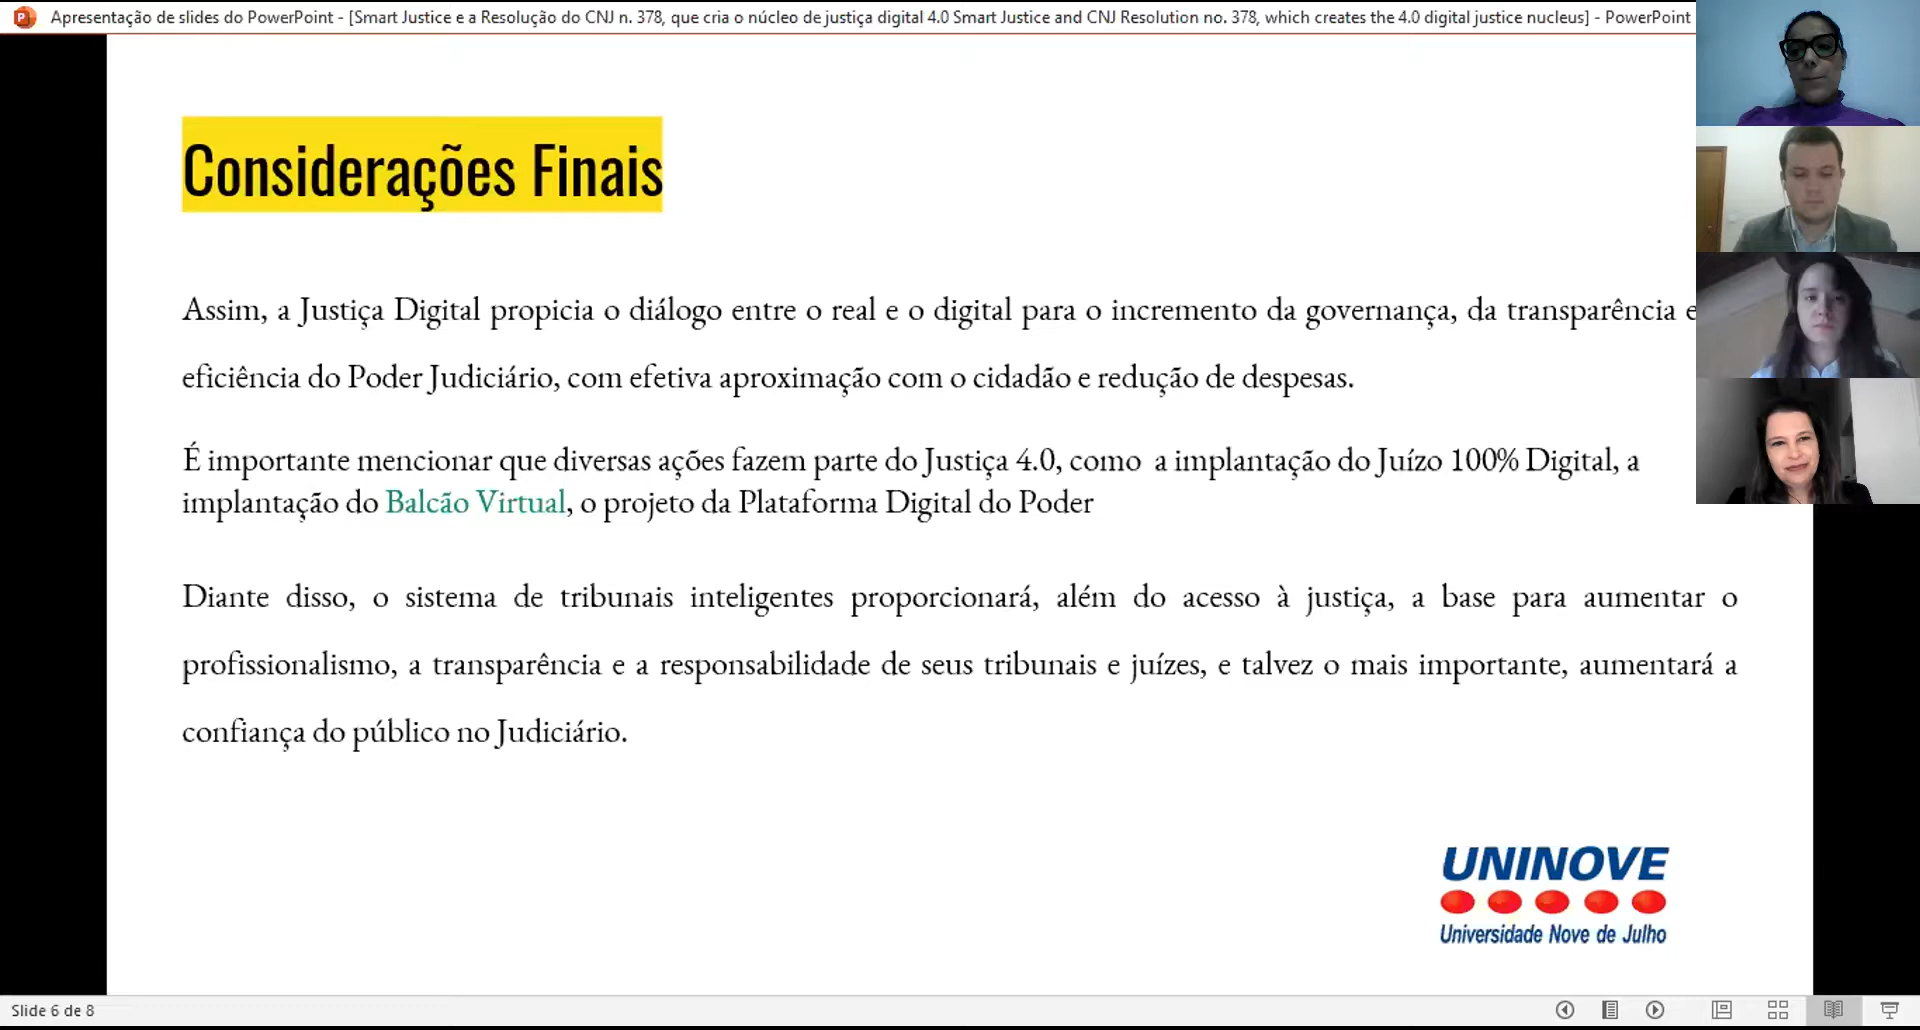 Apresentação de slides do PowerPoint - [Smart Justice e a Resolução do CNJ n. 378, que cria o núcleo de justiça digital 4.0 Smart Justice and CNJ Resolution no. 378, which creates the 4.0 digital justice nucleus] - PowerPoint
Considerações Finais
Assim, a Justiça Digital propicia o diálogo entre o real e o digital para o incremento da governança, da transparência e
eficiência do Poder Judiciário, com efetiva aproximação com o cidadão e redução de despesas.
É importante mencionar que diversas ações fazem parte do Justiça 4.0, como a implantação do Juízo 100% Digital, a
implantação do Balcão Virtual, o projeto da Plataforma Digital do Poder
Diante disso, o sistema de tribunais inteligentes proporcionará, além do acesso à justiça, a base para aumentar o
profissionalismo, a transparência e a responsabilidade de seus tribunais e juízes, e talvez o mais importante, aumentará a
confiança do público no Judiciário.
UNINOVE
Universidade Nove de Julho
Slide 6 de 8